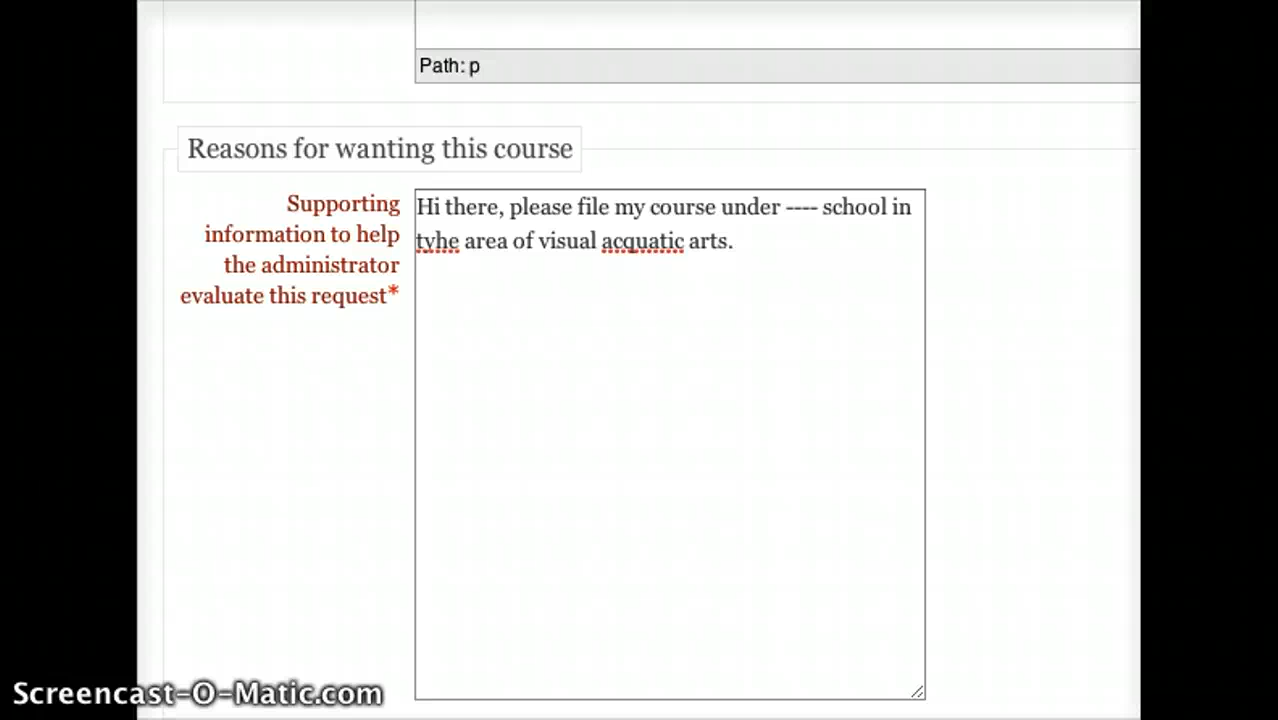 Path: p
Reasons for wanting this course
Supporting
information to help
the administrator
evaluate this request*
Hi there, please file my course under ---- school in
tyhe area of visual acquatic arts.
Screencast-O-Matic.com